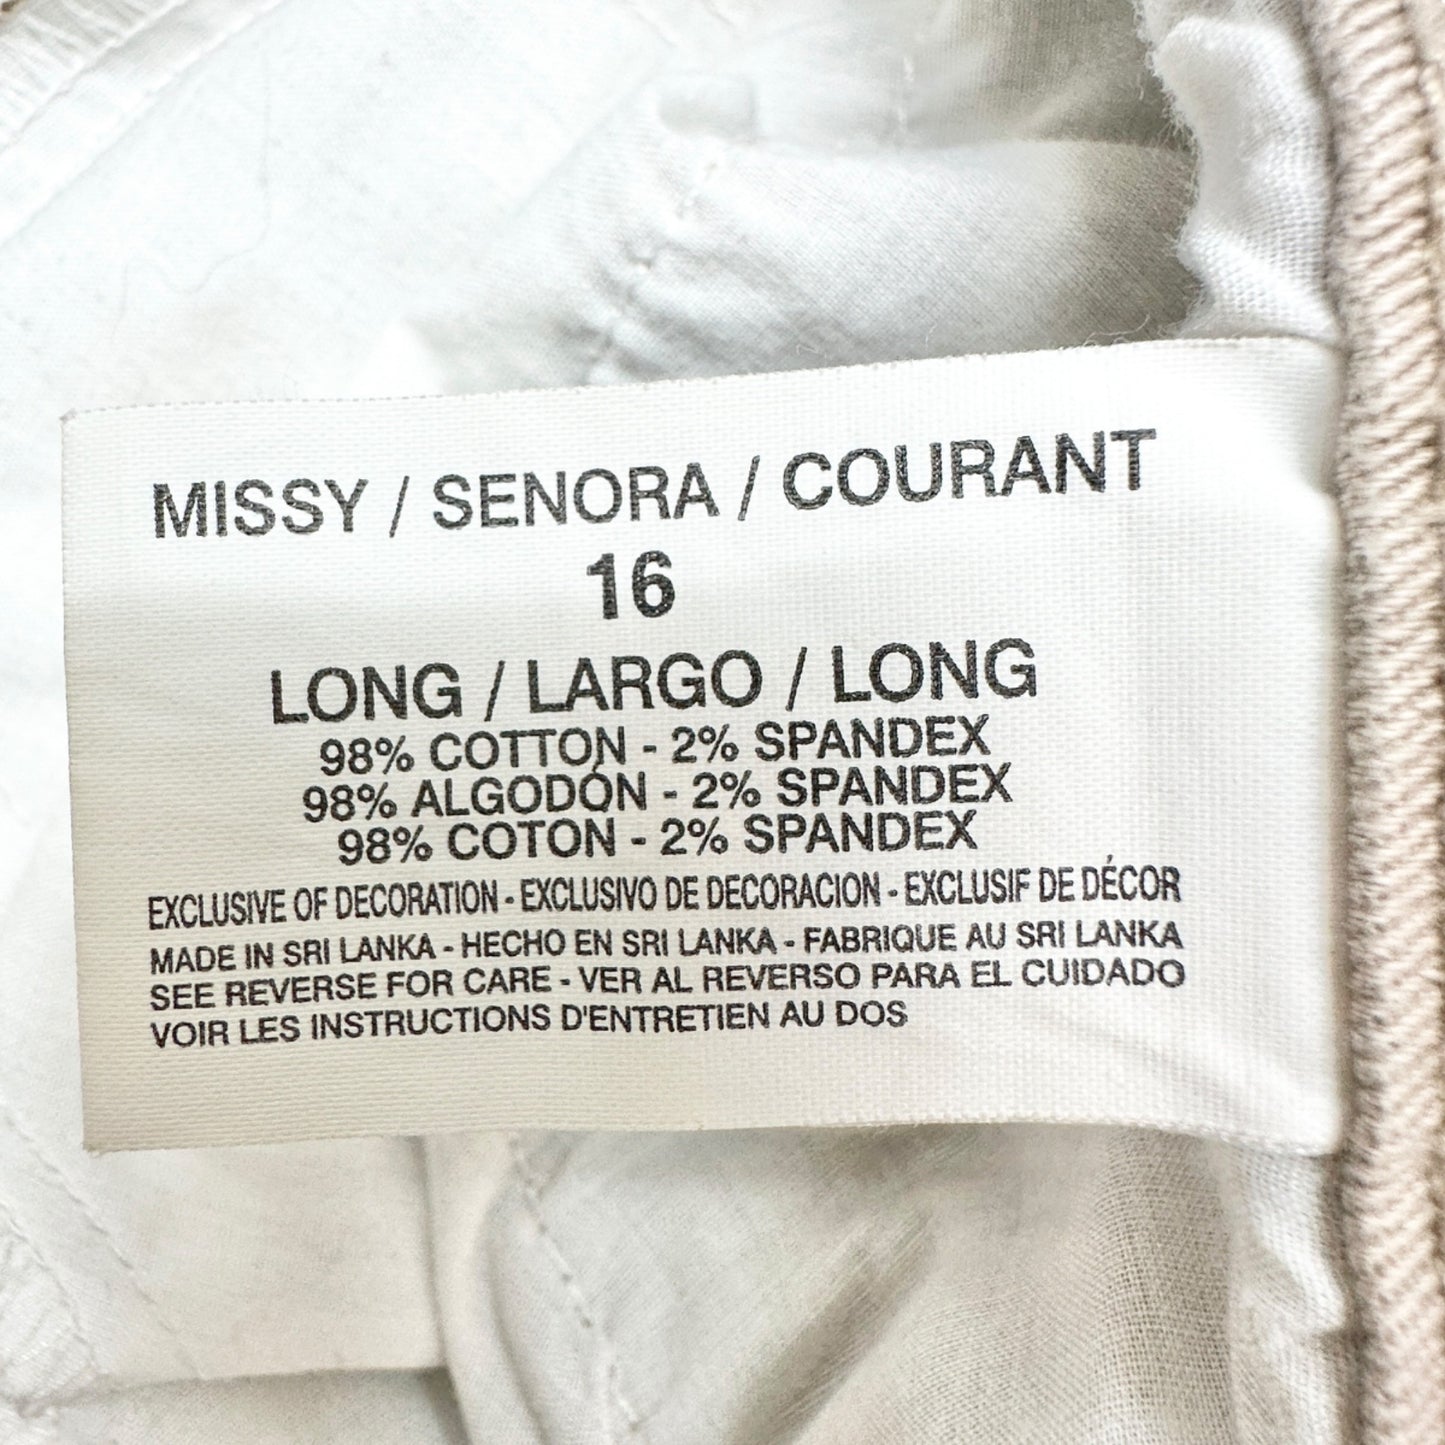 MISSY / SENORA / COURANT
16
LONG / LARGO / LONG
98% COTTON - 2% SPANDEX
98% ALGODÓN - 2% SPANDEX
98% COTON - 2% SPANDEX
EXCLUSIVE OF DECORATION - EXCLUSIVO DE DECORACION - EXCLUSIF DE DÉCOR
MADE IN SRI LANKA - HECHO EN SRI LANKA - FABRIQUE AU SRI LANKA
SEE REVERSE FOR CARE - VER AL REVERSO PARA EL CUIDADO
VOIR LES INSTRUCTIONS D'ENTRETIEN AU DOS